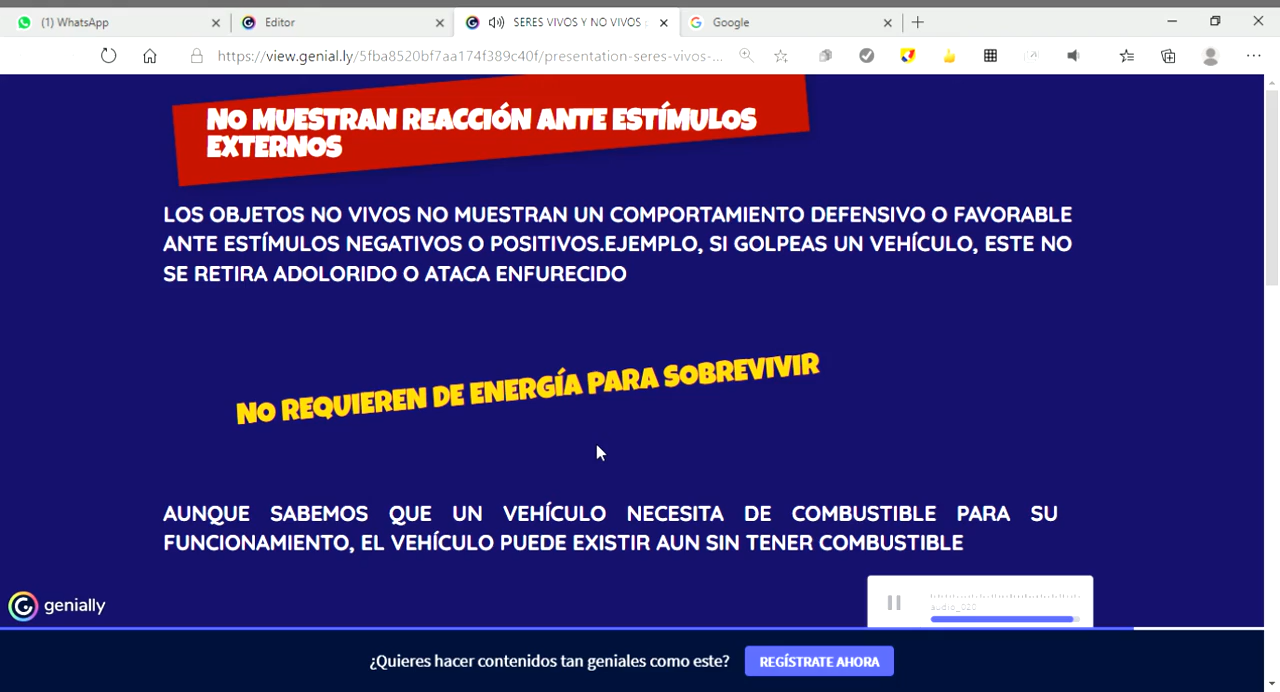 (1) WhatsApp
Editor
SERES VIVOS Y NO VIVOS
Google
https://view.genial.ly/5fba8520bf7aa174f389c40f/presentation-seres-vivos-...
NO MUESTRAN REACCIÓN ANTE ESTÍMULOS
EXTERNOS
LOS OBJETOS NO VIVOS NO MUESTRAN UN COMPORTAMIENTO DEFENSIVO O FAVORABLE
ANTE ESTÍMULOS NEGATIVOS O POSITIVOS.EJEMPLO, SI GOLPEAS UN VEHÍCULO, ESTE NO
SE RETIRA ADOLORIDO O ATACA ENFURECIDO
NO REQUIEREN DE ENERGÍA PARA SOBREVIVIR
AUNQUE SABEMOS QUE UN VEHÍCULO NECESITA DE COMBUSTIBLE PARA SU
FUNCIONAMIENTO, EL VEHÍCULO PUEDE EXISTIR AUN SIN TENER COMBUSTIBLE
genially
audio_020
¿Quieres hacer contenidos tan geniales como este?
REGÍSTRATE AHORA